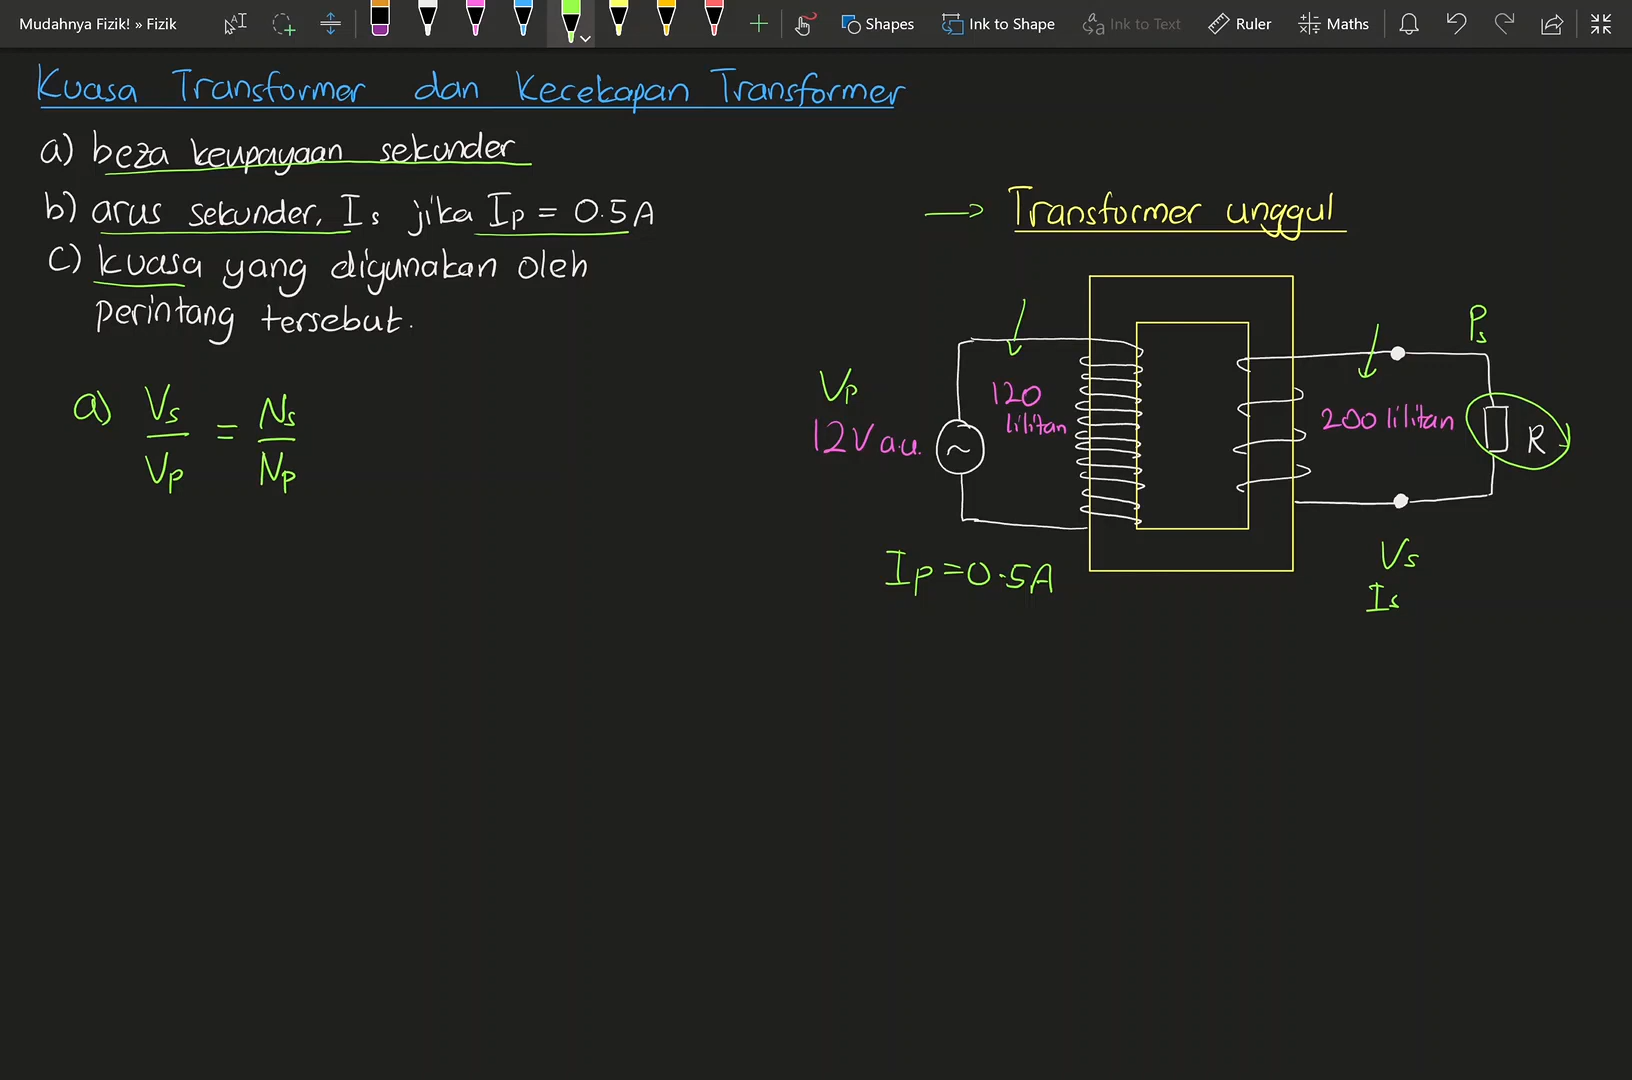 Mudahnya Fizik! » Fizik
Shapes
Ink to Shape
Ink to Text
Ruler
Maths
Kuasa Transformer dan Kecekapan Transformer
a) beza keupayaan sekunder
b) arus sekunder, Is jika Ip = 0.5A
c) kuasa yang digunakan oleh
perintang tersebut.
→ Transformer unggul
a) Vs/Vp = Ns/Np
Vp
12V a.u.
120
lilitan
200 lilitan
Ps
R
Ip = 0.5A
Vs
Is